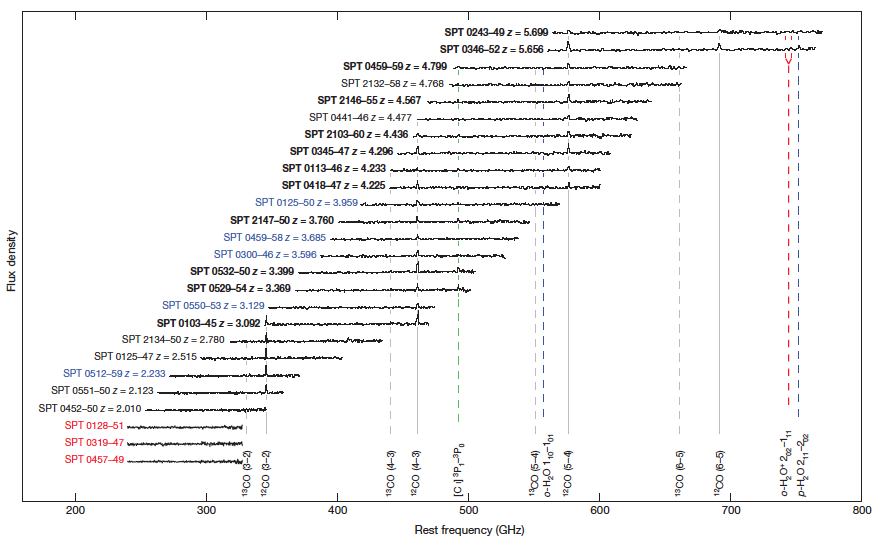 SPT 0243–49 z = 5.699
SPT 0346–52 z = 5.656
SPT 0459–59 z = 4.799
SPT 2132–58 z = 4.768
SPT 2146–55 z = 4.567
SPT 0441–46 z = 4.477
SPT 2103–60 z = 4.436
SPT 0345–47 z = 4.296
SPT 0113–46 z = 4.233
SPT 0418–47 z = 4.225
SPT 0125–50 z = 3.959
SPT 2147–50 z = 3.760
SPT 0459–58 z = 3.685
SPT 0300–46 z = 3.596
SPT 0532–50 z = 3.399
SPT 0529–54 z = 3.369
SPT 0550–53 z = 3.129
SPT 0103–45 z = 3.092
SPT 2134–50 z = 2.780
SPT 0125–47 z = 2.515
SPT 0512–59 z = 2.233
SPT 0551–50 z = 2.123
SPT 0452–50 z = 2.010
SPT 0128–51
SPT 0319–47
SPT 0457–49
Flux density
¹³CO (3–2)
¹²CO (3–2)
¹³CO (4–3)
¹²CO (4–3)
[C I] ³P₁–³P₀
¹³CO (5–4)
o-H₂O 1₁₀–1₀₁
¹²CO (5–4)
¹³CO (6–5)
¹²CO (6–5)
o-H₂O⁺ 2₀₂–1₁₁
p-H₂O 2₁₁–2₀₂
200 300 400 500 600 700 800
Rest frequency (GHz)